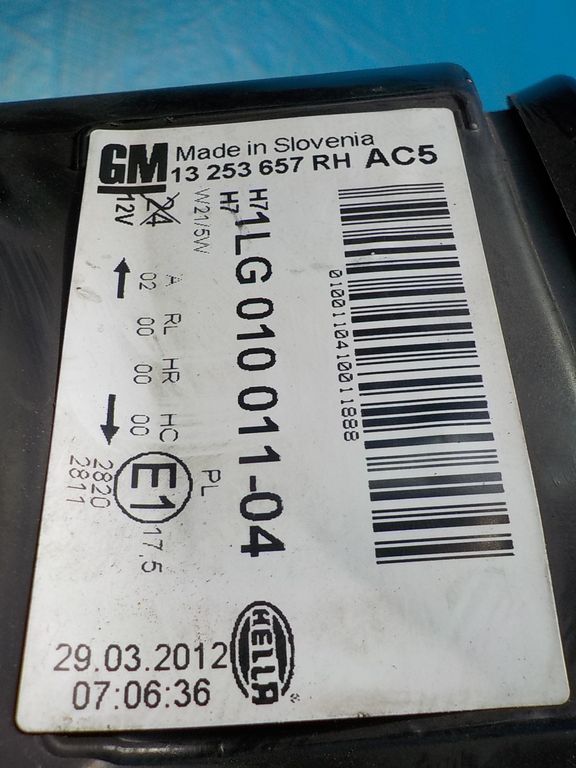 GM Made in Slovenia
13 253 657 RH AC5
12V 24
W21/5W
H7 H7
1LG 010 011-04
A RL HR HC PL
02 00 00 00
E1 17,5
2820
2811
0100110410011888
29.03.2012
07:06:36
HELLA